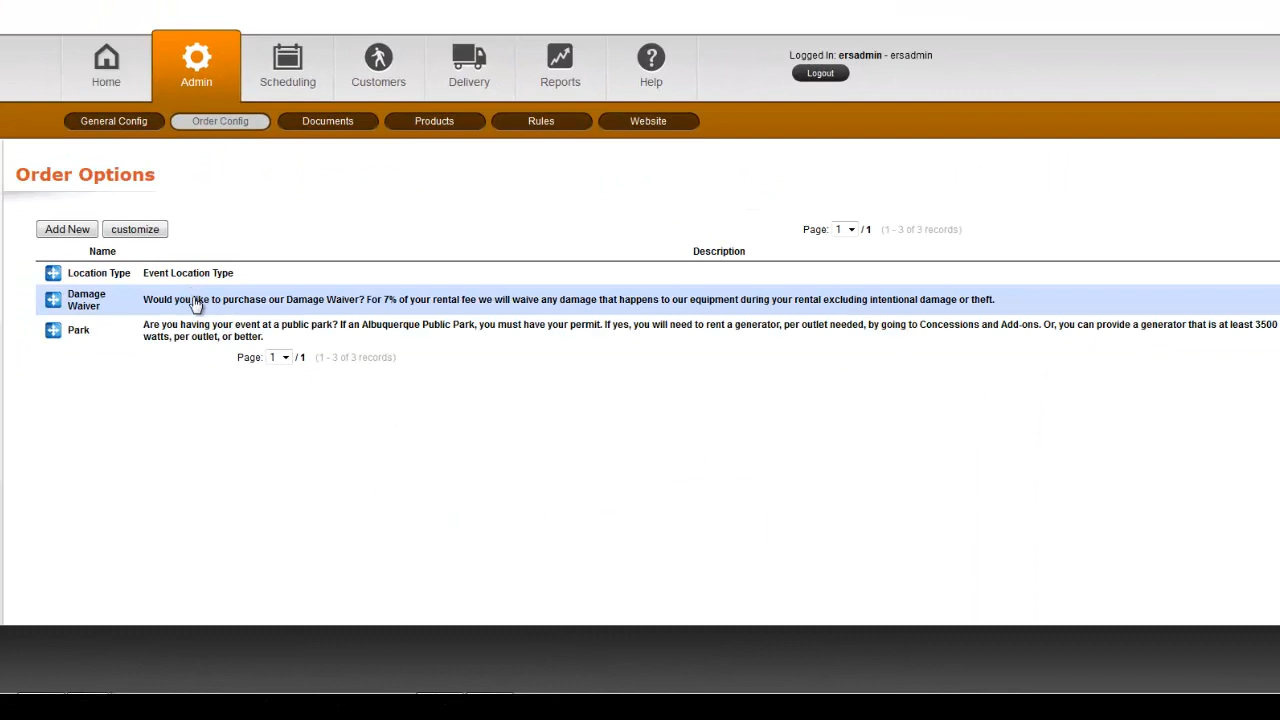 Home
Admin
Scheduling
Customers
Delivery
Reports
Help
Logged In: ersadmin - ersadmin
Logout
General Config
Order Config
Documents
Products
Rules
Website
Order Options
Add New
customize
Page: 1 / 1 (1 - 3 of 3 records)
Name
Description
Location Type
Event Location Type
Damage
Waiver
Would you like to purchase our Damage Waiver? For 7% of your rental fee we will waive any damage that happens to our equipment during your rental excluding intentional damage or theft.
Park
Are you having your event at a public park? If an Albuquerque Public Park, you must have your permit. If yes, you will need to rent a generator, per outlet needed, by going to Concessions and Add-ons. Or, you can provide a generator that is at least 3500
watts, per outlet, or better.
Page: 1 / 1 (1 - 3 of 3 records)